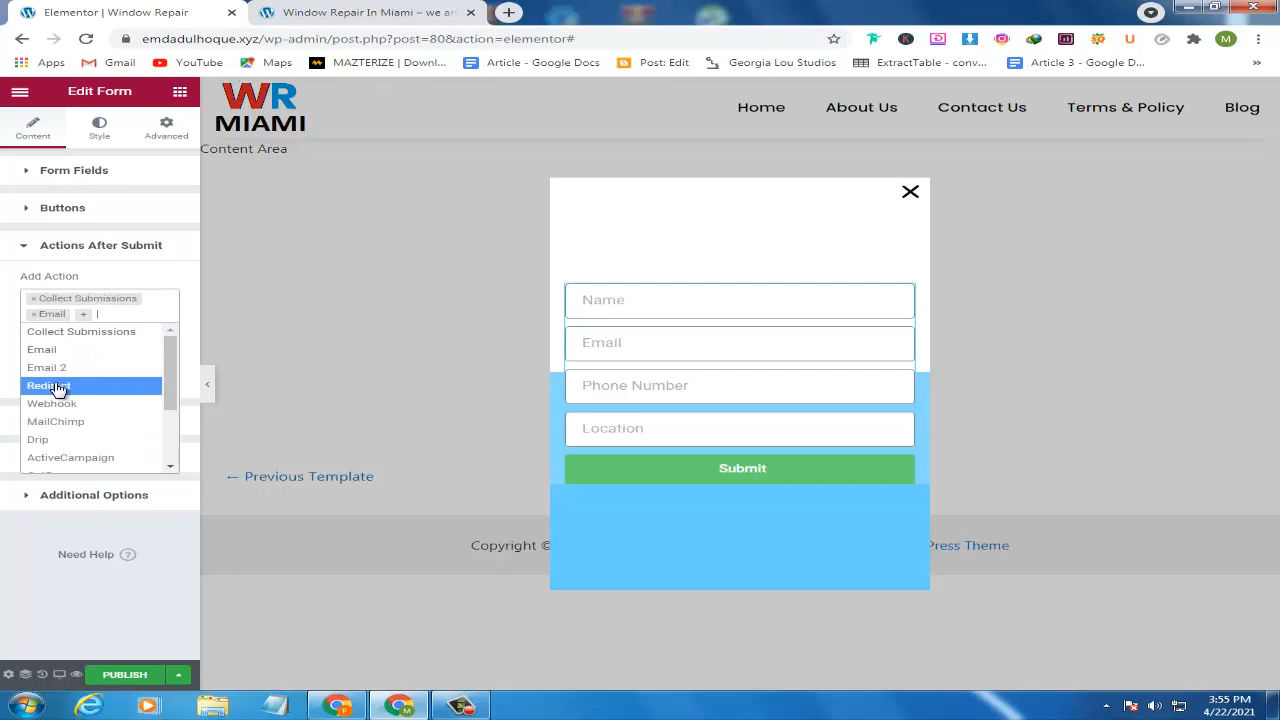 Elementor | Window Repair
Window Repair In Miami – we ar
emdadulhoque.xyz/wp-admin/post.php?post=80&action=elementor#
M
Apps
Gmail
YouTube
Maps
MAZTERIZE | Downl...
Article - Google Docs
Post Edit
Georgia Lou Studios
ExtractTable - conv...
Article 3 - Google D...
»
Edit Form
Content
Style
Advanced
Form Fields
Buttons
Actions After Submit
Add Action
× Collect Submissions
× Email
+
Collect Submissions
Email
Email 2
Webhook
MailChimp
Drip
ActiveCampaign
Additional Options
Need Help ?
PUBLISH
WR
MIAMI
Home
About Us
Contact Us
Terms & Policy
Blog
Content Area
Name
Email
Phone Number
Location
Submit
← Previous Template
Copyright ©
Press Theme
3:55 PM
4/22/2021